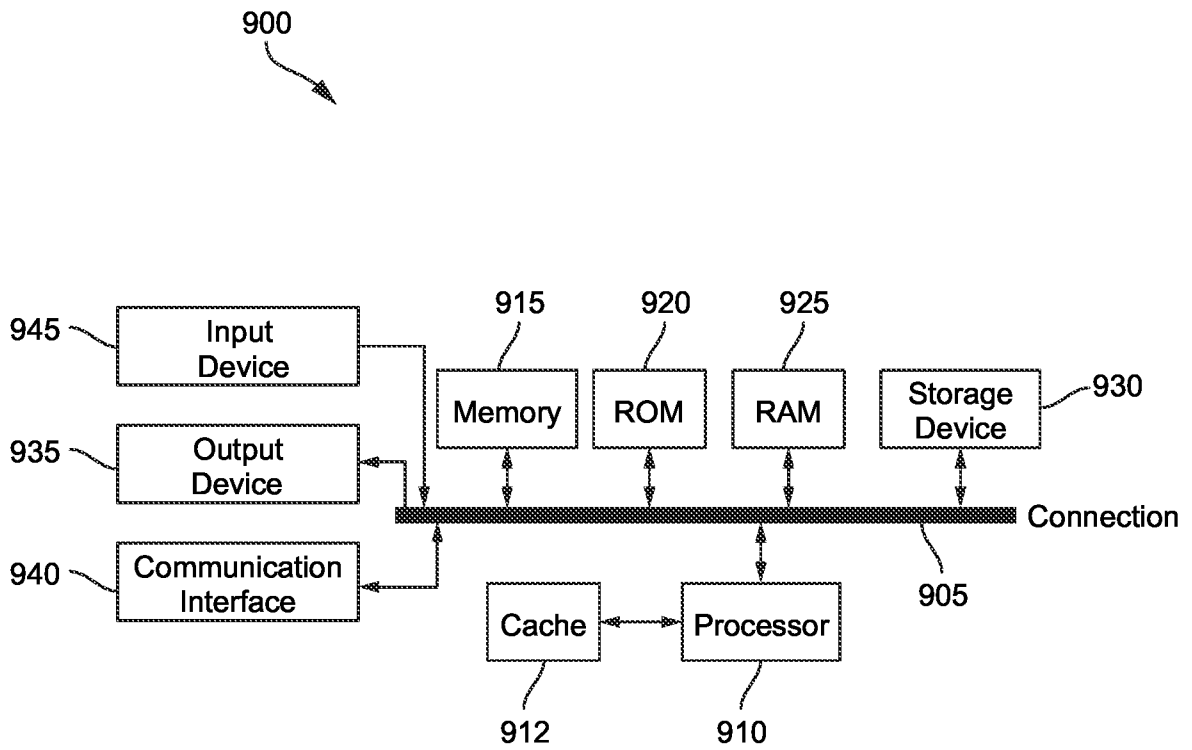 900
915
920
925
945
Input
Device
Memory
ROM
RAM
Storage
Device
930
935
Output
Device
Connection
940
Communication
Interface
905
Cache
Processor
912
910